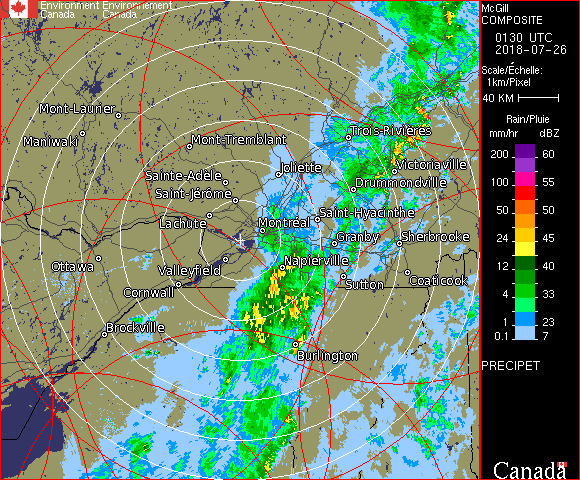 Environment Environnement
Canada Canada
McGill
COMPOSITE
0130 UTC
2018-07-26
Scale/Échelle:
1km/Pixel
40 KM
Rain/Pluie
mm/hr dBZ
200 60
100 55
50 50
24 45
12 40
4 33
1 23
0.1 7
PRECIPET
Canada
Mont-Laurier
Maniwaki
Mont-Tremblant
Trois-Rivières
Joliette
Victoriaville
Sainte-Adèle
Drummondville
Saint-Jérôme
Lachute
Montréal
Saint-Hyacinthe
Granby
Sherbrooke
Ottawa
Valleyfield
Napierville
Cornwall
Sutton
Coaticook
Brockville
Burlington